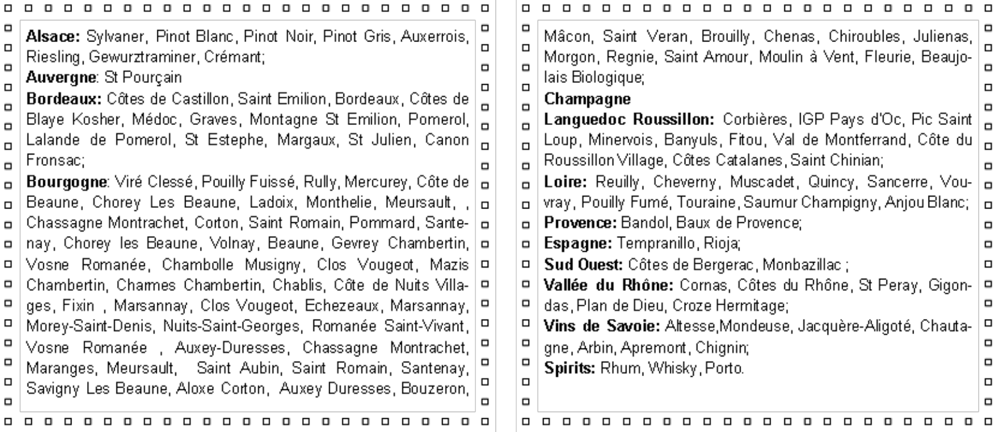 Alsace: Sylvaner, Pinot Blanc, Pinot Noir, Pinot Gris, Auxerrois,
Riesling, Gewurztraminer, Crémant;
Auvergne: St Pourçain
Bordeaux: Côtes de Castillon, Saint Emilion, Bordeaux, Côtes de
Blaye Kosher, Médoc, Graves, Montagne St Emilion, Pomerol,
Lalande de Pomerol, St Estephe, Margaux, St Julien, Canon
Fronsac;
Bourgogne: Viré Clessé, Pouilly Fuissé, Rully, Mercurey, Côte de
Beaune, Chorey Les Beaune, Ladoix, Monthelie, Meursault, ,
Chassagne Montrachet, Corton, Saint Romain, Pommard, Sante-
nay, Chorey les Beaune, Volnay, Beaune, Gevrey Chambertin,
Vosne Romanée, Chambolle Musigny, Clos Vougeot, Mazis
Chambertin, Charmes Chambertin, Chablis, Côte de Nuits Villa-
ges, Fixin , Marsannay, Clos Vougeot, Echezeaux, Marsannay,
Morey-Saint-Denis, Nuits-Saint-Georges, Romanée Saint-Vivant,
Vosne Romanée , Auxey-Duresses, Chassagne Montrachet,
Maranges, Meursault, Saint Aubin, Saint Romain, Santenay,
Savigny Les Beaune, Aloxe Corton, Auxey Duresses, Bouzeron,
Mâcon, Saint Veran, Brouilly, Chenas, Chiroubles, Julienas,
Morgon, Regnie, Saint Amour, Moulin à Vent, Fleurie, Beaujo-
lais Biologique;
Champagne
Languedoc Roussillon: Corbières, IGP Pays d'Oc, Pic Saint
Loup, Minervois, Banyuls, Fitou, Val de Montferrand, Côte du
Roussillon Village, Côtes Catalanes, Saint Chinian;
Loire: Reuilly, Cheverny, Muscadet, Quincy, Sancerre, Vou-
vray, Pouilly Fumé, Touraine, Saumur Champigny, Anjou Blanc;
Provence: Bandol, Baux de Provence;
Espagne: Tempranillo, Rioja;
Sud Ouest: Côtes de Bergerac, Monbazillac ;
Vallée du Rhône: Cornas, Côtes du Rhône, St Peray, Gigon-
das, Plan de Dieu, Croze Hermitage;
Vins de Savoie: Altesse,Mondeuse, Jacquère-Aligoté, Chauta-
gne, Arbin, Apremont, Chignin;
Spirits: Rhum, Whisky, Porto.